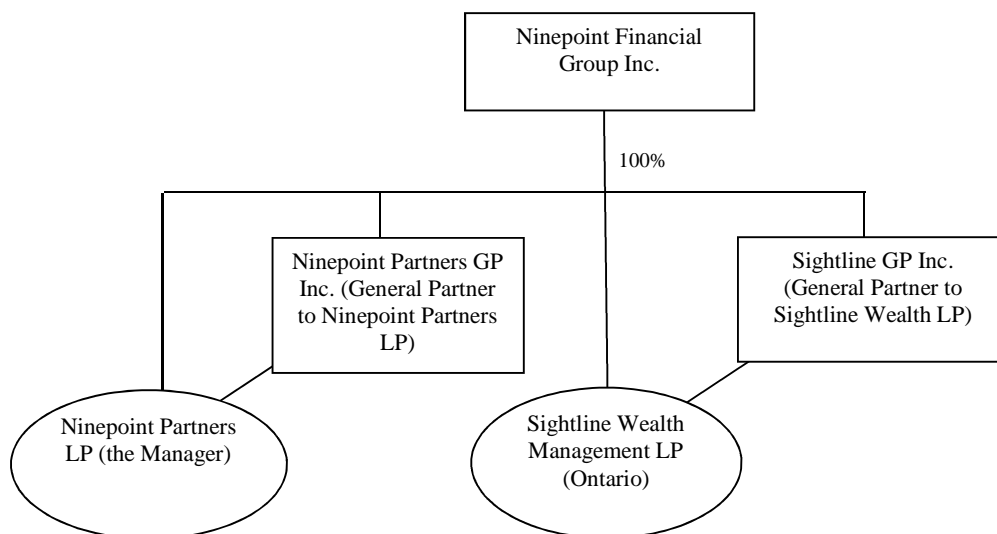 Ninepoint Financial
Group Inc.
100%
Ninepoint Partners GP
Inc. (General Partner
to Ninepoint Partners
LP)
Sightline GP Inc.
(General Partner to
Sightline Wealth LP)
Ninepoint Partners
LP (the Manager)
Sightline Wealth
Management LP
(Ontario)